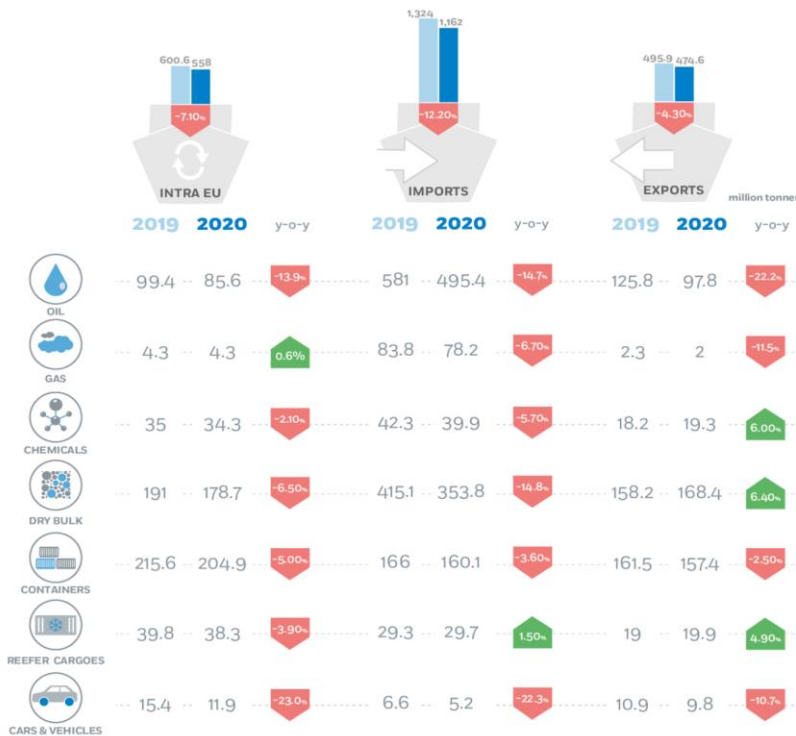 1,324
1,162
600.6 558
495.9 474.6
-7.10%
-12.20%
-4.30%
INTRA EU
IMPORTS
EXPORTS
million tonnes
2019 2020 y-o-y 2019 2020 y-o-y 2019 2020 y-o-y
99.4 85.6 -13.9% 581 495.4 -14.7% 125.8 97.8 -22.2%
OIL
4.3 4.3 0.6% 83.8 78.2 -6.70% 2.3 2 -11.5%
GAS
35 34.3 -2.10% 42.3 39.9 -5.70% 18.2 19.3 6.00%
CHEMICALS
191 178.7 -6.50% 415.1 353.8 -14.8% 158.2 168.4 6.40%
DRY BULK
215.6 204.9 -5.00% 166 160.1 -3.60% 161.5 157.4 -2.50%
CONTAINERS
39.8 38.3 -3.90% 29.3 29.7 1.50% 19 19.9 4.90%
REEFER CARGOES
15.4 11.9 -23.0% 6.6 5.2 -22.3% 10.9 9.8 -10.7%
CARS & VEHICLES